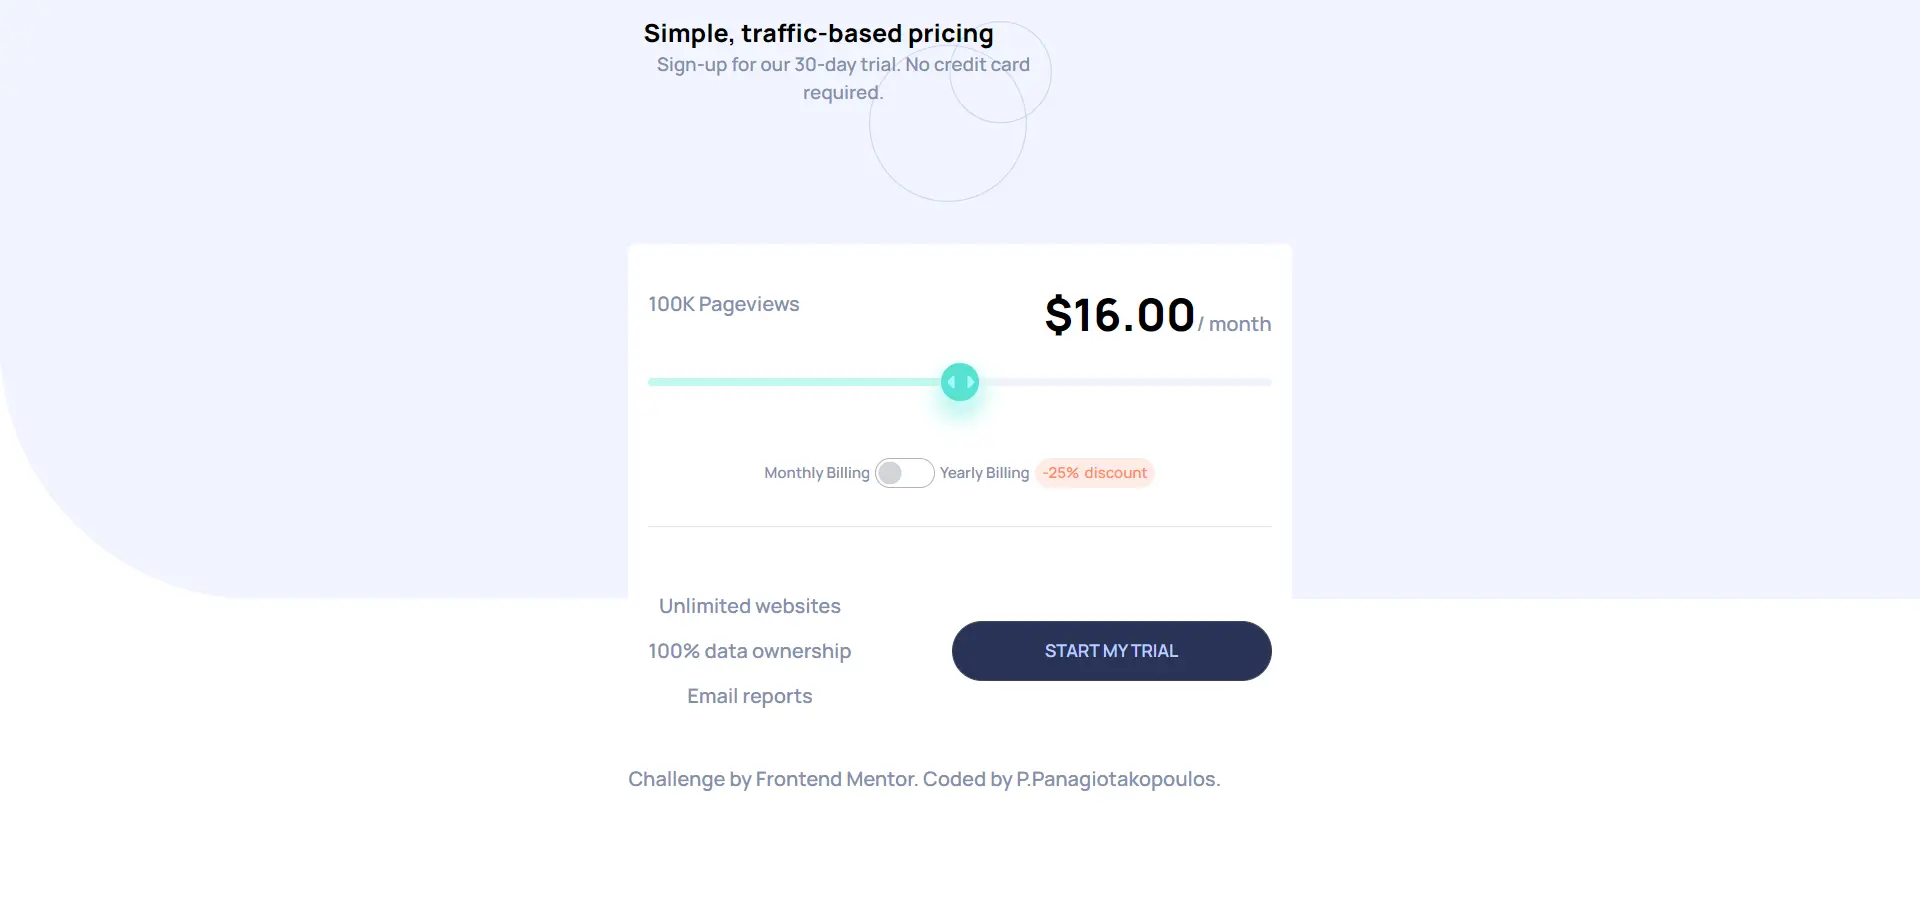 Simple, traffic-based pricing
Sign-up for our 30-day trial. No credit card
required.
100K Pageviews
$16.00/ month
Monthly Billing Yearly Billing -25% discount
Unlimited websites
100% data ownership
Email reports
START MY TRIAL
Challenge by Frontend Mentor. Coded by P.Panagiotakopoulos.